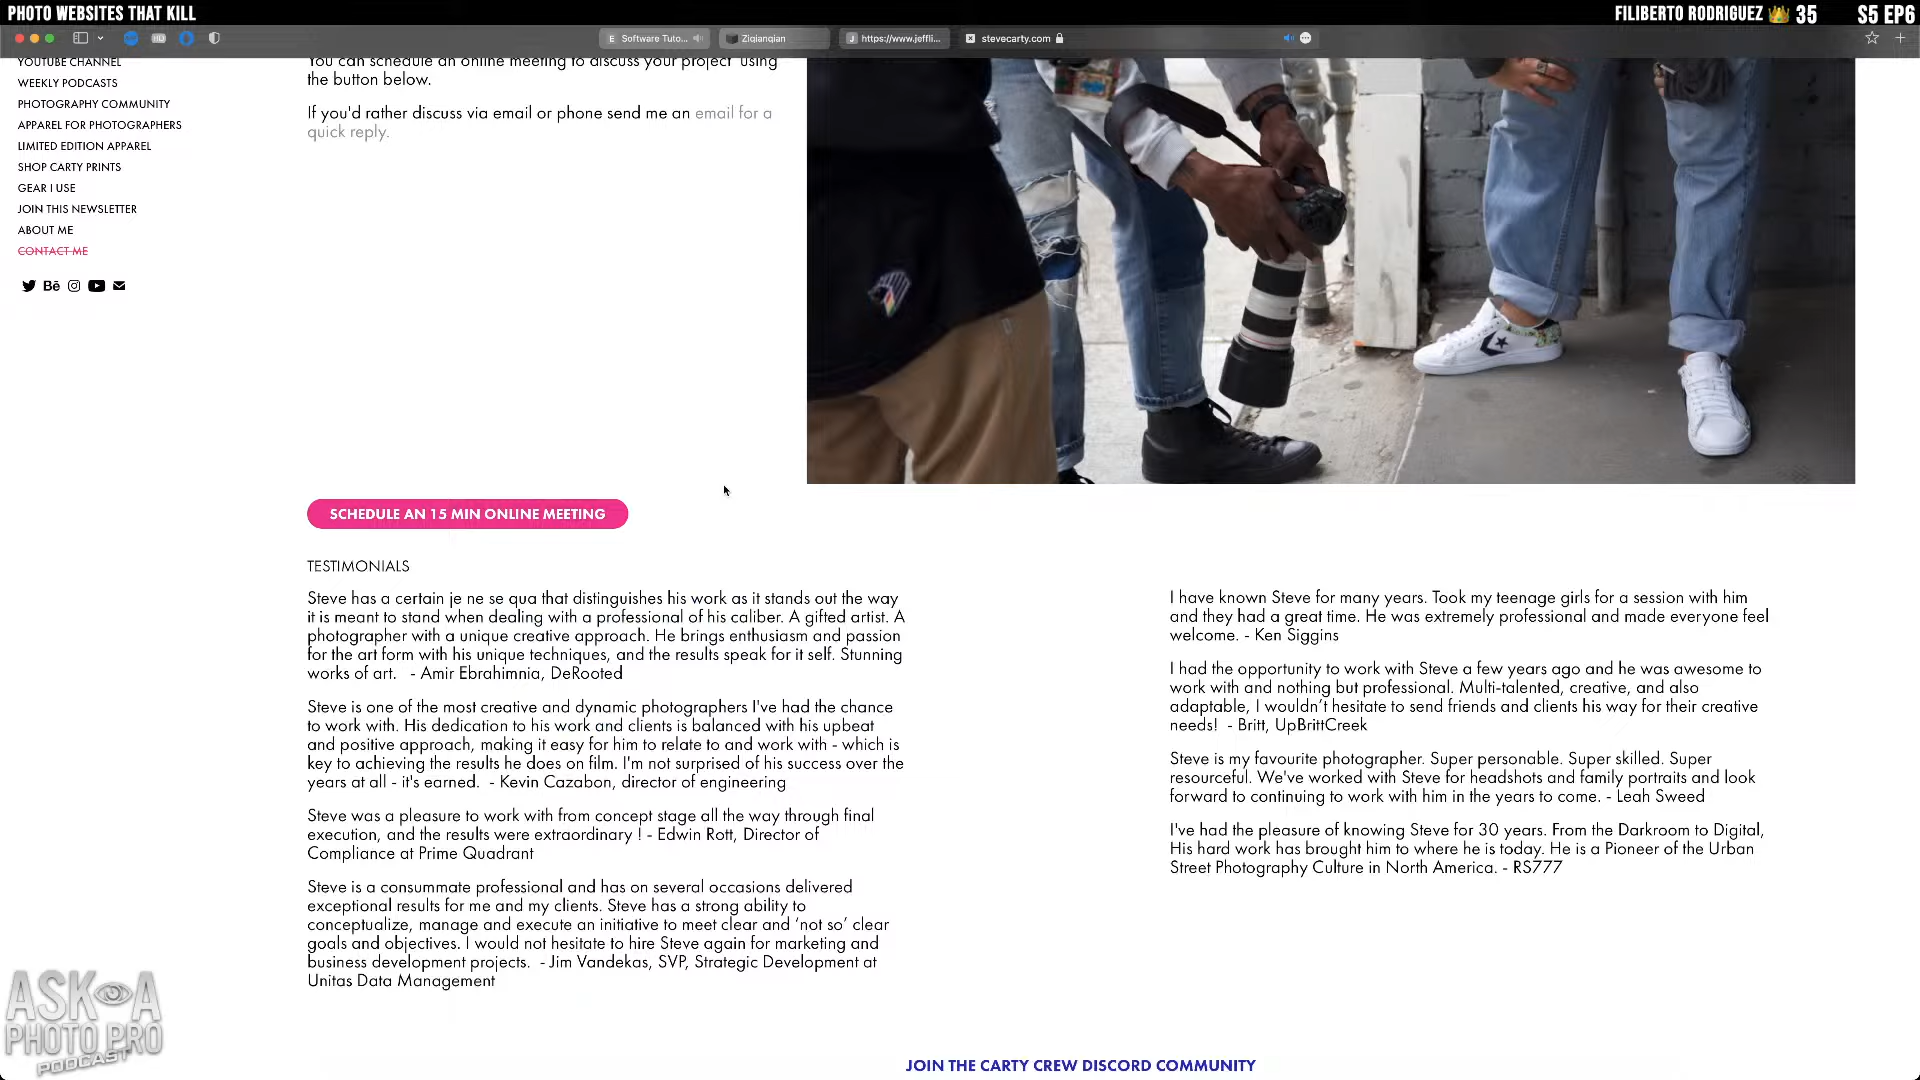 PHOTO WEBSITES THAT KILL
FILIBERTO RODRIGUEZ 35 S5 EP6
Software Tuto...
Ziqianqian
https://www.jeffli...
stevecarty.com
YOUTUBE CHANNEL
WEEKLY PODCASTS
PHOTOGRAPHY COMMUNITY
APPAREL FOR PHOTOGRAPHERS
LIMITED EDITION APPAREL
SHOP CARTY PRINTS
GEAR I USE
JOIN THIS NEWSLETTER
ABOUT ME
CONTACT ME
Bē
You can schedule an online meeting to discuss your project using
the button below.
If you'd rather discuss via email or phone send me an email for a
quick reply.
SCHEDULE AN 15 MIN ONLINE MEETING
TESTIMONIALS
Steve has a certain je ne se qua that distinguishes his work as it stands out the way
it is meant to stand when dealing with a professional of his caliber. A gifted artist. A
photographer with a unique creative approach. He brings enthusiasm and passion
for the art form with his unique techniques, and the results speak for it self. Stunning
works of art. - Amir Ebrahimnia, DeRooted
Steve is one of the most creative and dynamic photographers I've had the chance
to work with. His dedication to his work and clients is balanced with his upbeat
and positive approach, making it easy for him to relate to and work with - which is
key to achieving the results he does on film. I'm not surprised of his success over the
years at all - it's earned. - Kevin Cazabon, director of engineering
Steve was a pleasure to work with from concept stage all the way through final
execution, and the results were extraordinary ! - Edwin Rott, Director of
Compliance at Prime Quadrant
Steve is a consummate professional and has on several occasions delivered
exceptional results for me and my clients. Steve has a strong ability to
conceptualize, manage and execute an initiative to meet clear and ‘not so’ clear
goals and objectives. I would not hesitate to hire Steve again for marketing and
business development projects. - Jim Vandekas, SVP, Strategic Development at
Unitas Data Management
I have known Steve for many years. Took my teenage girls for a session with him
and they had a great time. He was extremely professional and made everyone feel
welcome. - Ken Siggins
I had the opportunity to work with Steve a few years ago and he was awesome to
work with and nothing but professional. Multi-talented, creative, and also
adaptable, I wouldn’t hesitate to send friends and clients his way for their creative
needs! - Britt, UpBrittCreek
Steve is my favourite photographer. Super personable. Super skilled. Super
resourceful. We've worked with Steve for headshots and family portraits and look
forward to continuing to work with him in the years to come. - Leah Sweed
I've had the pleasure of knowing Steve for 30 years. From the Darkroom to Digital,
His hard work has brought him to where he is today. He is a Pioneer of the Urban
Street Photography Culture in North America. - RS777
JOIN THE CARTY CREW DISCORD COMMUNITY
ASK A
PHOTO PRO
PODCAST